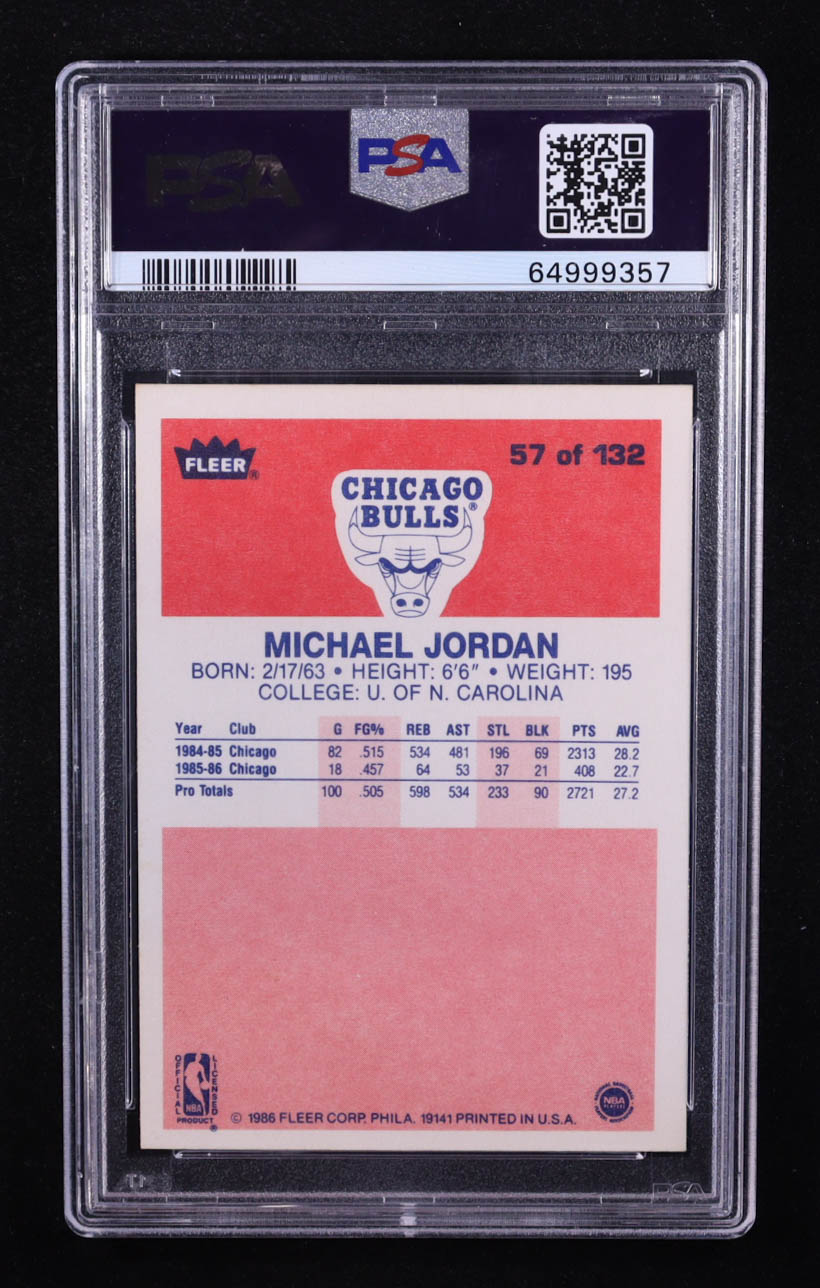 PSA
PSA
64999357
FLEER®
57 of 132
CHICAGO
BULLS®
MICHAEL JORDAN
BORN: 2/17/63 • HEIGHT: 6'6" • WEIGHT: 195
COLLEGE: U. OF N. CAROLINA
Year Club G FG% REB AST STL BLK PTS AVG
1984-85 Chicago 82 .515 534 481 196 69 2313 28.2
1985-86 Chicago 18 .457 64 53 37 21 408 22.7
Pro Totals 100 .505 598 534 233 90 2721 27.2
OFFICIAL
LICENSED
NBA
PRODUCT®
© 1986 FLEER CORP. PHILA. 19141 PRINTED IN U.S.A.
NBA
PLAYERS
PSA